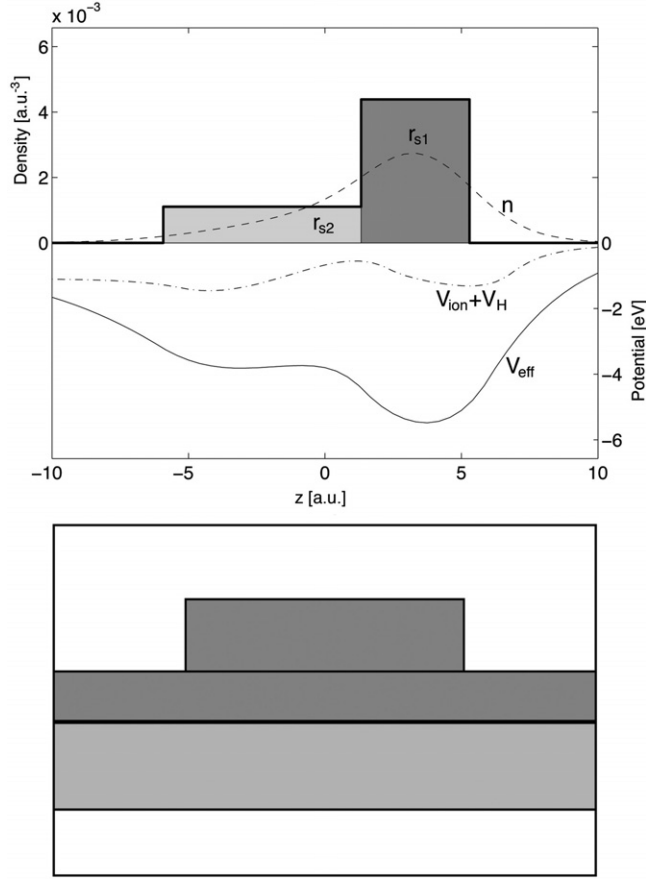 x 10⁻³
6
4
2
0
Density [a.u.⁻³]
r_s1
r_s2
n
V_ion+V_H
V_eff
0
−2
−4
−6
Potential [eV]
−10 −5 0 5 10
z [a.u.]